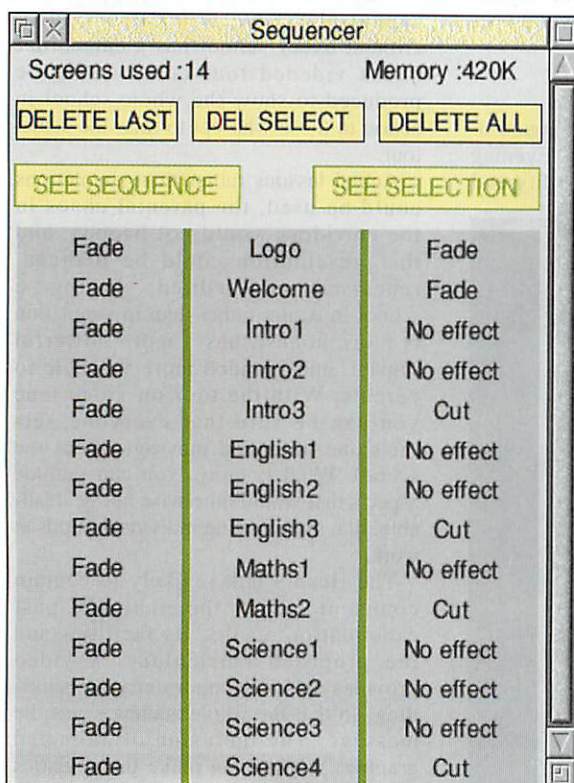 Sequencer
Screens used :14 Memory :420K
DELETE LAST DEL SELECT DELETE ALL
SEE SEQUENCE SEE SELECTION
Fade Logo Fade
Fade Welcome Fade
Fade Intro1 No effect
Fade Intro2 No effect
Fade Intro3 Cut
Fade English1 No effect
Fade English2 No effect
Fade English3 Cut
Fade Maths1 No effect
Fade Maths2 Cut
Fade Science1 No effect
Fade Science2 No effect
Fade Science3 No effect
Fade Science4 Cut